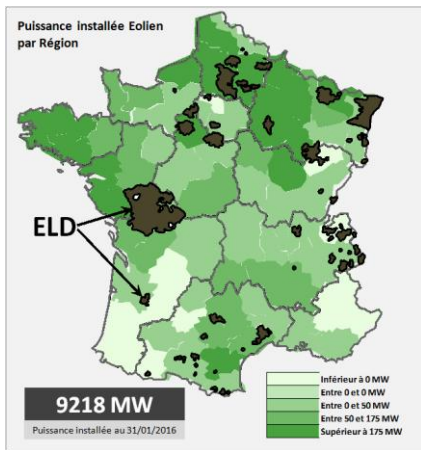 Puissance installée Eolien
par Région
ELD
9218 MW
Puissance installée au 31/01/2016
Inférieur à 0 MW
Entre 0 et 0 MW
Entre 0 et 50 MW
Entre 50 et 175 MW
Supérieur à 175 MW